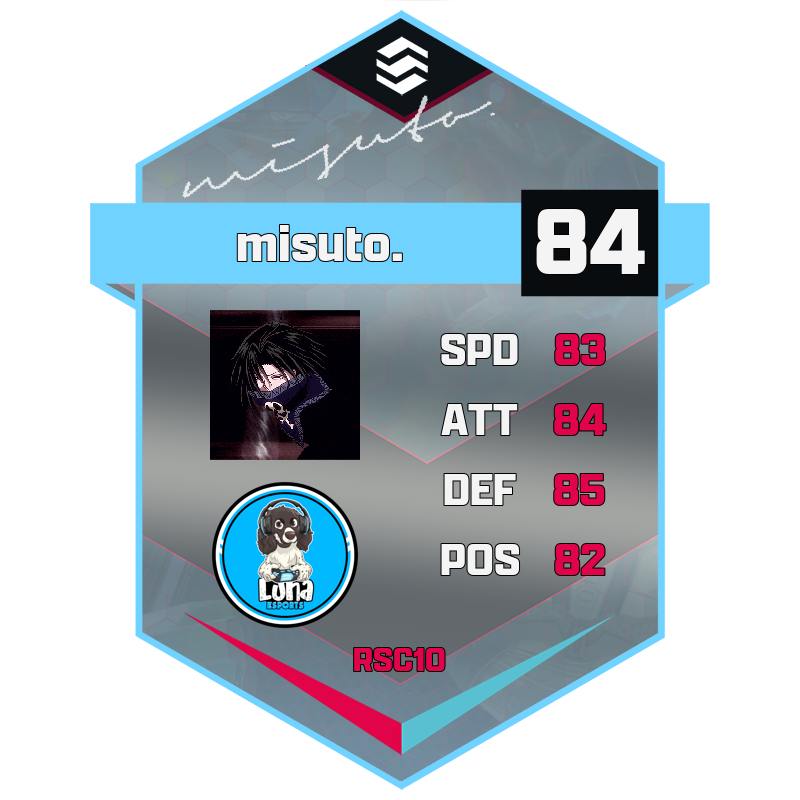 misuto.
misuto.
84
SPD 83
ATT 84
DEF 85
POS 82
Luna
ESPORTS
RSC10